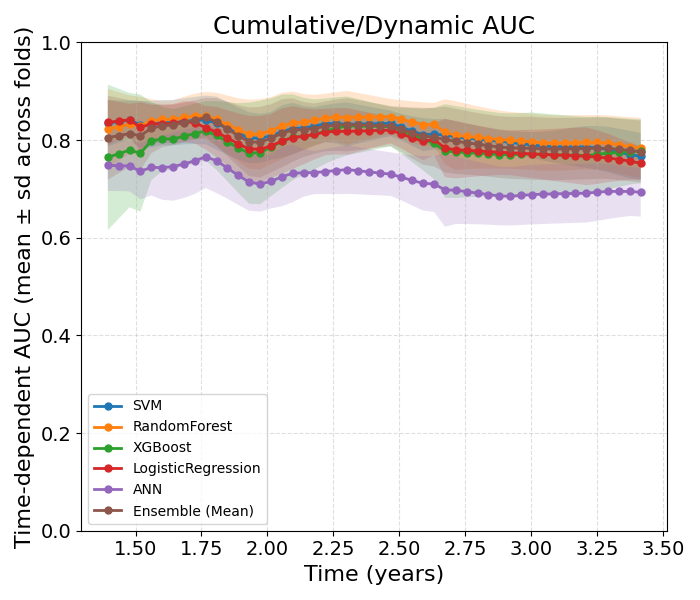 Cumulative/Dynamic AUC
Time-dependent AUC (mean ± sd across folds)
1.0
0.8
0.6
0.4
0.2
0.0
SVM
RandomForest
XGBoost
LogisticRegression
ANN
Ensemble (Mean)
1.50 1.75 2.00 2.25 2.50 2.75 3.00 3.25 3.50
Time (years)